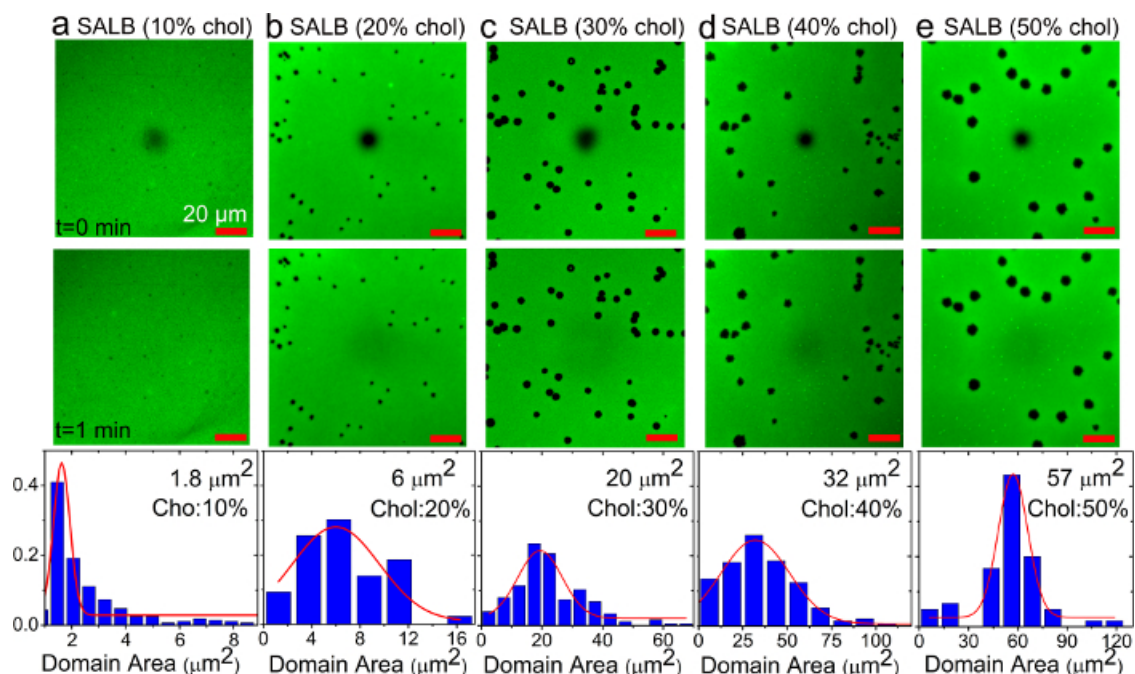 a SALB (10% chol) b SALB (20% chol) c SALB (30% chol) d SALB (40% chol) e SALB (50% chol)
20 μm
t=0 min
t=1 min
1.8 μm² 6 μm² 20 μm² 32 μm² 57 μm²
Cho:10% Chol:20% Chol:30% Chol:40% Chol:50%
0.4
0.2
0.0
2 4 6 8 0 4 8 12 16 0 20 40 60 0 25 50 75 100 0 30 60 90 120
Domain Area (μm²) Domain Area (μm²) Domain Area (μm²) Domain Area (μm²) Domain Area (μm²)